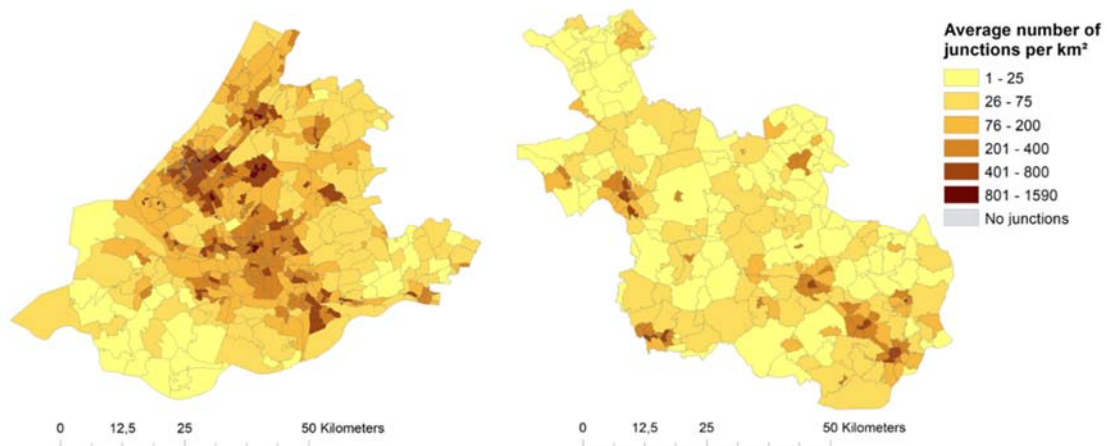 Average number of
junctions per km²
1 - 25
26 - 75
76 - 200
201 - 400
401 - 800
801 - 1590
No junctions
0 12,5 25 50 Kilometers
0 12,5 25 50 Kilometers